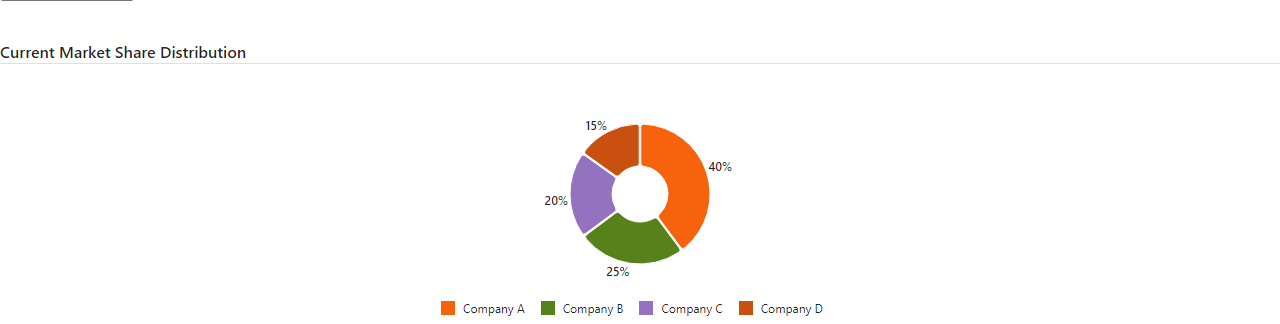 Current Market Share Distribution
15%
40%
20%
25%
Company A Company B Company C Company D